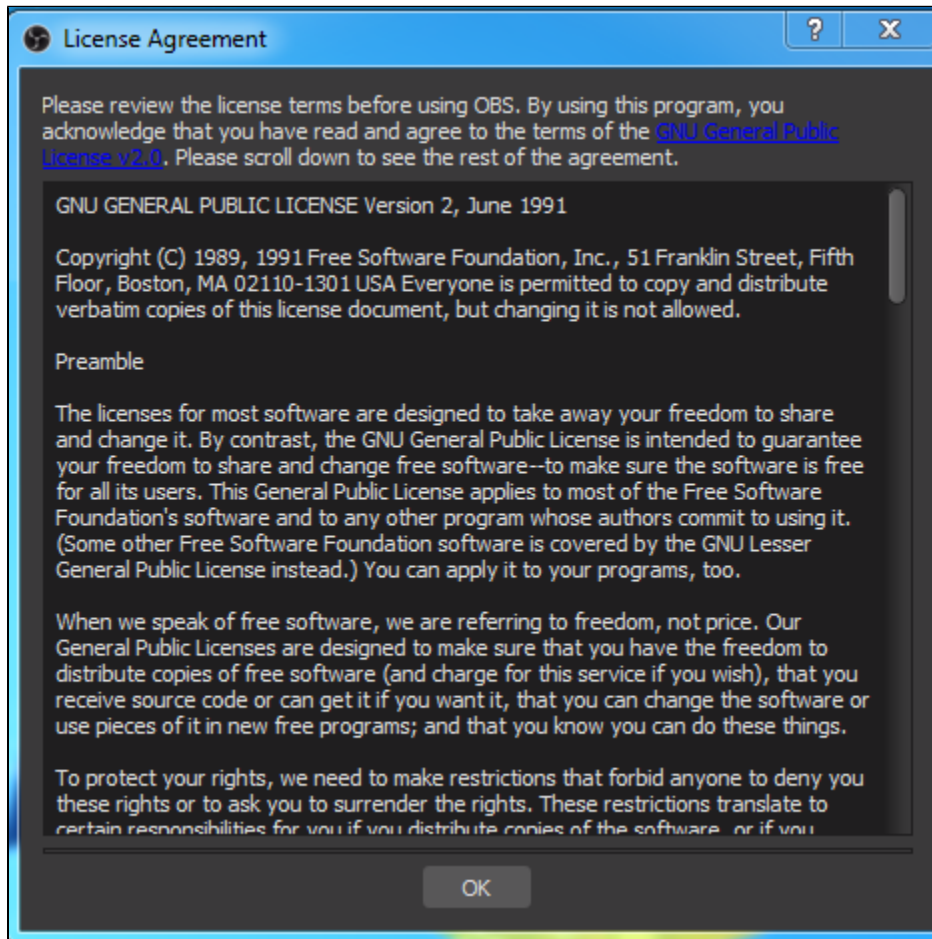 License Agreement
?
X
Please review the license terms before using OBS. By using this program, you
acknowledge that you have read and agree to the terms of the GNU General Public
License v2.0. Please scroll down to see the rest of the agreement.
GNU GENERAL PUBLIC LICENSE Version 2, June 1991
Copyright (C) 1989, 1991 Free Software Foundation, Inc., 51 Franklin Street, Fifth
Floor, Boston, MA 02110-1301 USA Everyone is permitted to copy and distribute
verbatim copies of this license document, but changing it is not allowed.
Preamble
The licenses for most software are designed to take away your freedom to share
and change it. By contrast, the GNU General Public License is intended to guarantee
your freedom to share and change free software--to make sure the software is free
for all its users. This General Public License applies to most of the Free Software
Foundation's software and to any other program whose authors commit to using it.
(Some other Free Software Foundation software is covered by the GNU Lesser
General Public License instead.) You can apply it to your programs, too.
When we speak of free software, we are referring to freedom, not price. Our
General Public Licenses are designed to make sure that you have the freedom to
distribute copies of free software (and charge for this service if you wish), that you
receive source code or can get it if you want it, that you can change the software or
use pieces of it in new free programs; and that you know you can do these things.
To protect your rights, we need to make restrictions that forbid anyone to deny you
these rights or to ask you to surrender the rights. These restrictions translate to
certain responsibilities for you if you distribute copies of the software, or if you
OK